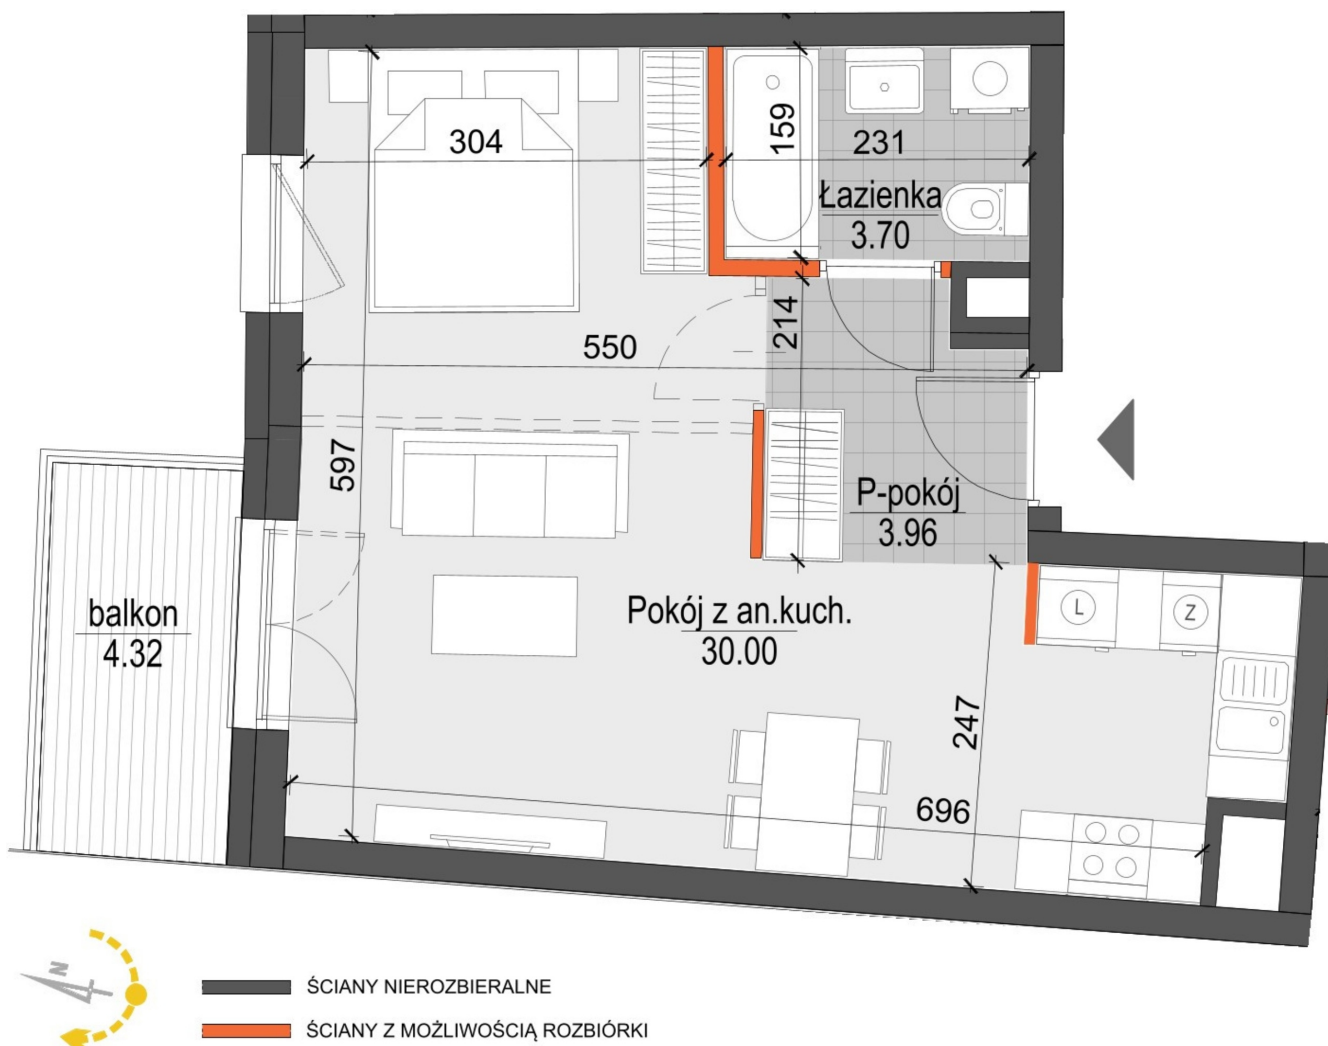 304
159
231
Łazienka
3.70
214
550
597
P-pokój
3.96
balkon
4.32
Pokój z an.kuch.
30.00
L
Z
247
696
N
ŚCIANY NIEROZBIERALNE
ŚCIANY Z MOŻLIWOŚCIĄ ROZBIÓRKI